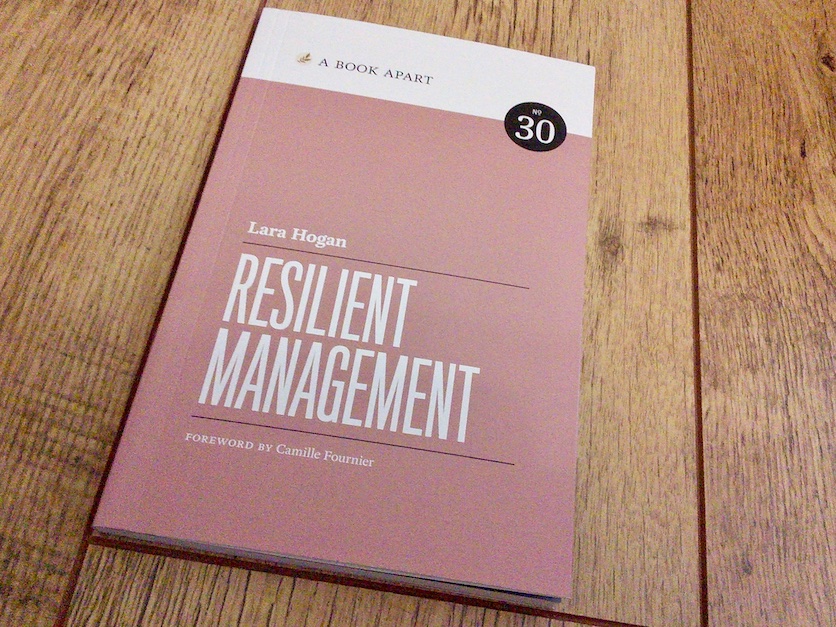 A BOOK APART
Nº
30
Lara Hogan
RESILIENT
MANAGEMENT
FOREWORD BY Camille Fournier